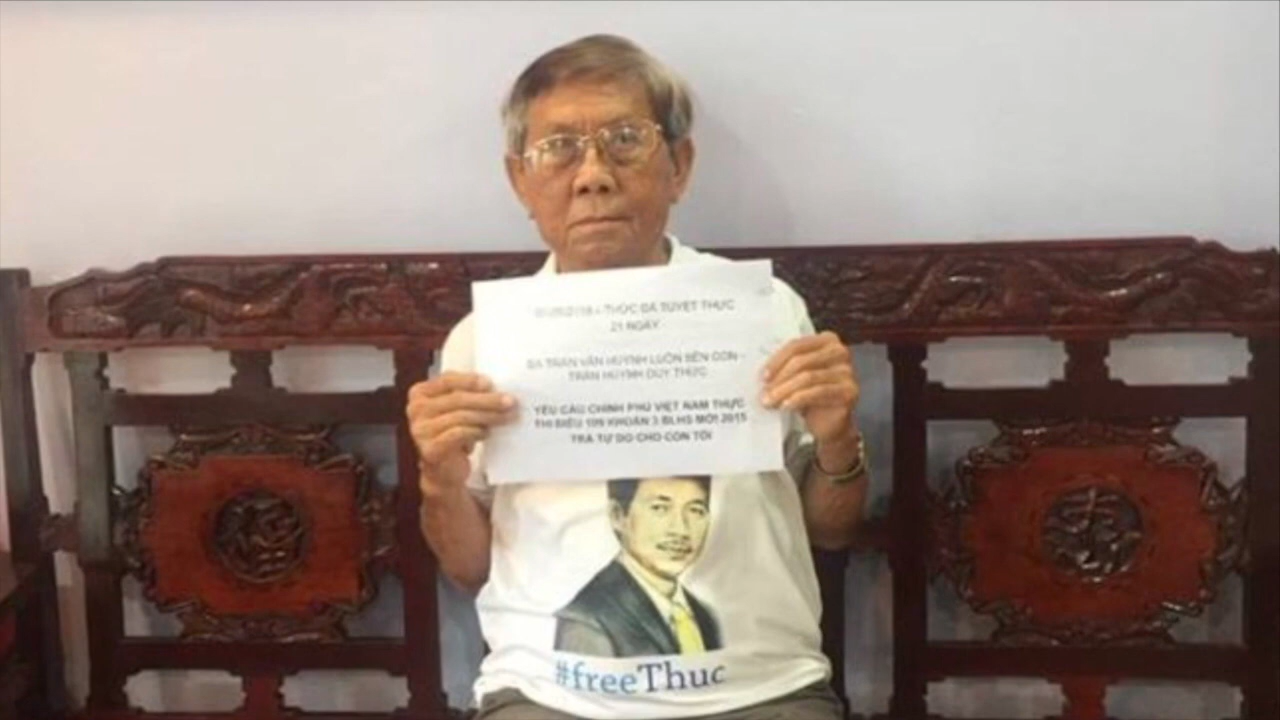 THỨC ĐÃ TUYỆT THỰC
21 NGÀY
BA TRẦN VĂN HUỲNH LUÔN BÊN CON -
TRẦN HUỲNH DUY THỨC
YÊU CẦU CHÍNH PHỦ VIỆT NAM THỰC
THI ĐIỀU 109 KHOẢN 3 BLHS MỚI 2015
TRẢ TỰ DO CHO CON TÔI
#freeThuc